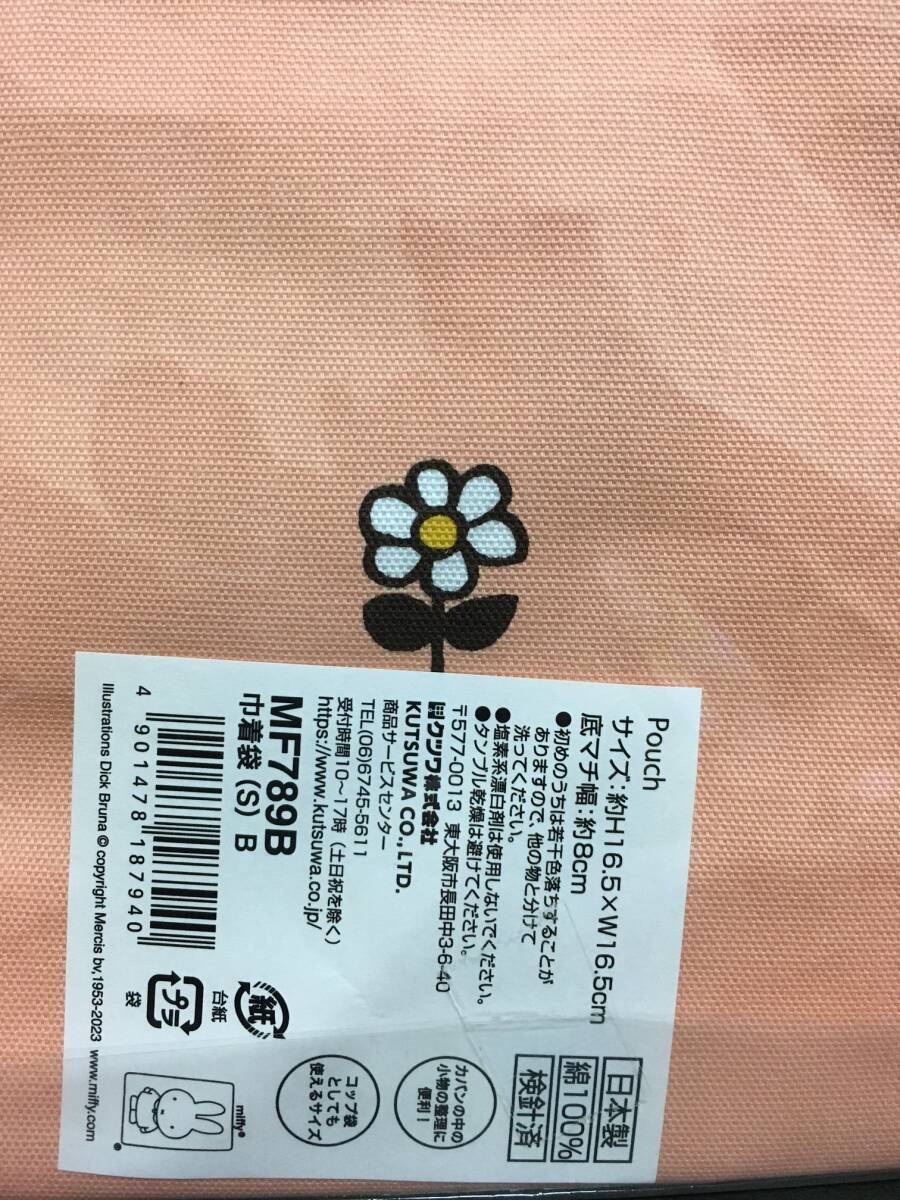 Pouch
サイズ:約H16.5×W16.5cm
底マチ幅:約8cm
●初めのうちは若干色落ちすることが
ありますので、他の物と分けて
洗ってください。
●塩素系漂白剤は使用しないでください。
●タンブル乾燥は避けてください。
〒577-0013 東大阪市長田中3-6-40
クツワ株式会社
KUTSUWA CO., LTD.
商品サービスセンター
TEL(06)6745-5611
受付時間10~17時(土日祝を除く)
https://www.kutsuwa.co.jp/
MF789B
巾着袋(S) B
4 901478 187940
Illustrations Dick Bruna © copyright Mercis bv,1953-2023 www.miffy.com
日本製
綿100%
検針済
カバンの中の
小物の整理に
便利!
コップ袋
としても
使えるサイズ
紙
台紙
プラ
袋
miffy®